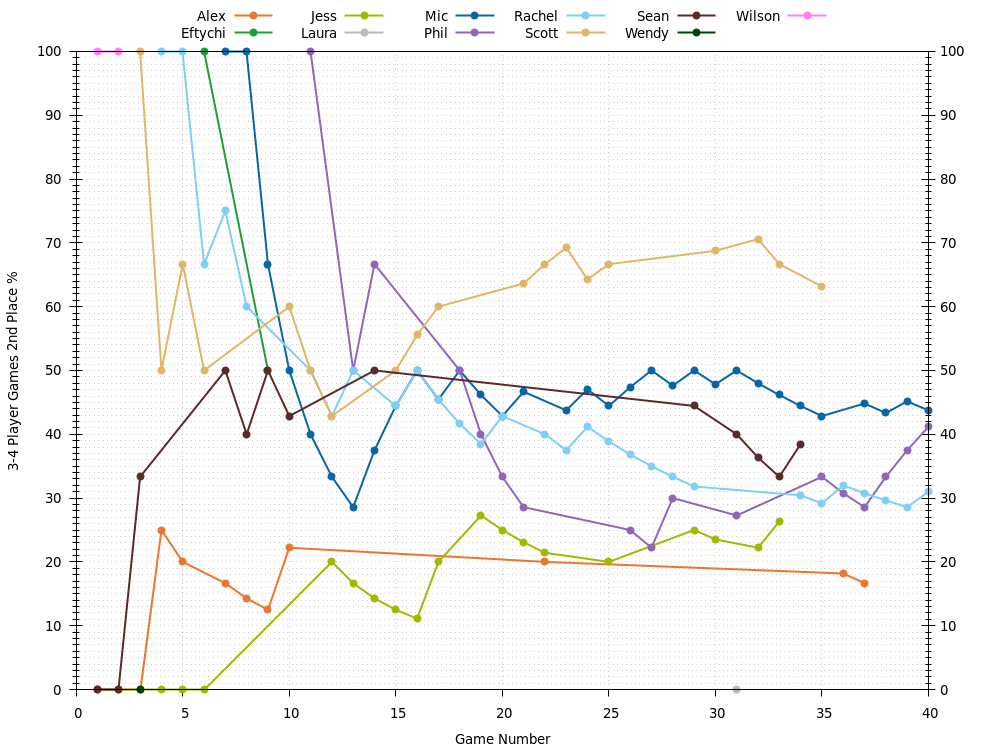 Alex Jess Mic Rachel Sean Wilson
Eftychi Laura Phil Scott Wendy
100 100
90 90
80 80
70 70
60 60
50 50
40 40
30 30
20 20
10 10
0 0
3-4 Player Games 2nd Place %
0 5 10 15 20 25 30 35 40
Game Number